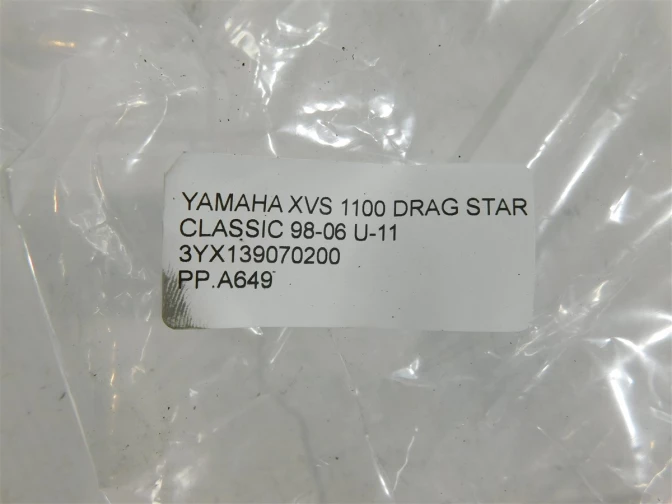 YAMAHA XVS 1100 DRAG STAR
CLASSIC 98-06 U-11
3YX139070200
PP.A649